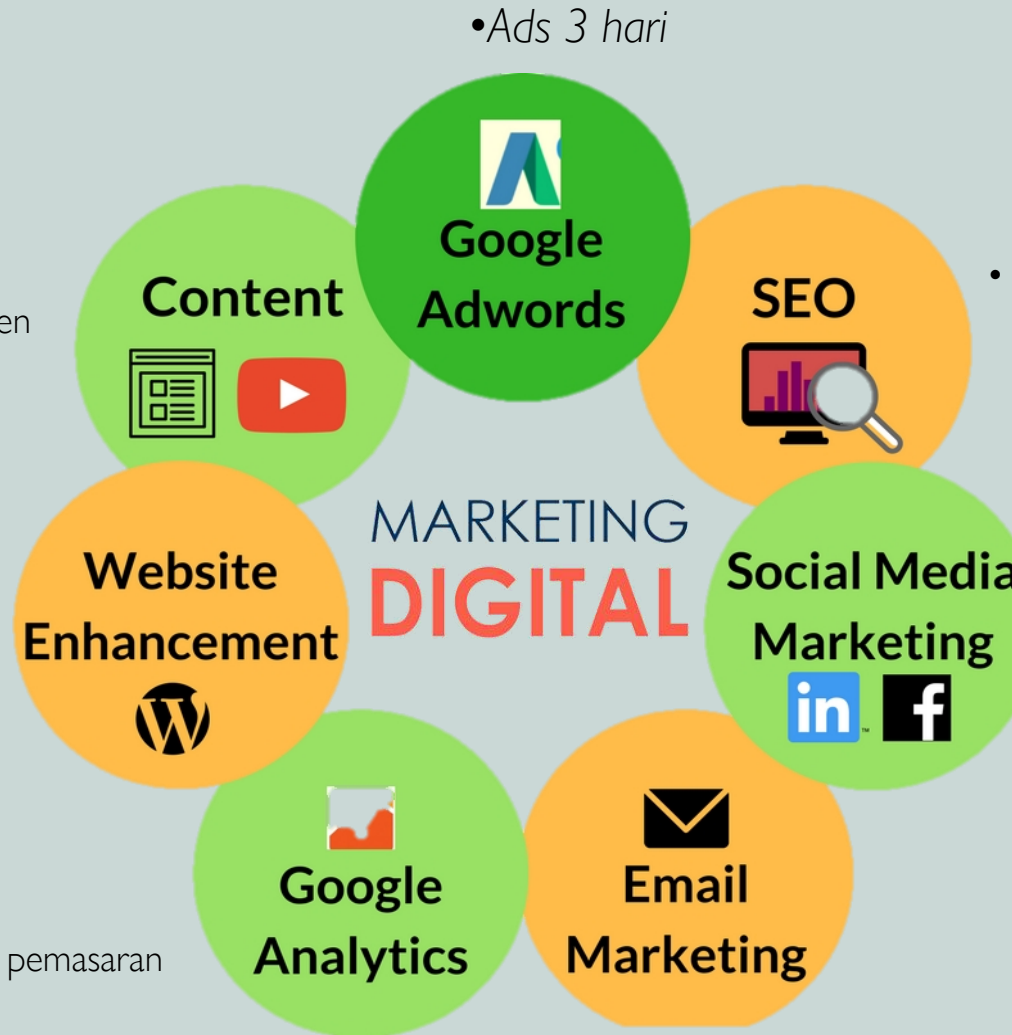 •Ads 3 hari
Google
Adwords
Content
SEO
•
en
MARKETING
DIGITAL
Website
Enhancement
Social Media
Marketing
in
f
Google
Analytics
Email
Marketing
pemasaran